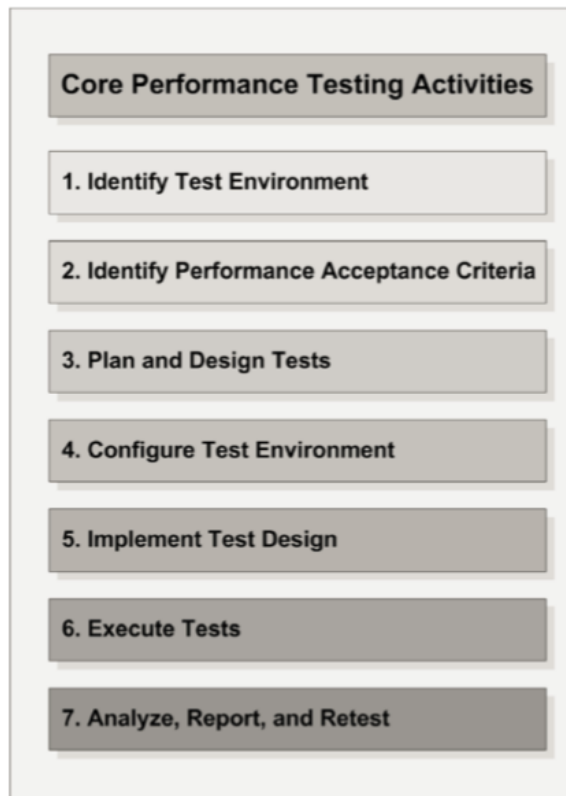 Core Performance Testing Activities
1. Identify Test Environment
2. Identify Performance Acceptance Criteria
3. Plan and Design Tests
4. Configure Test Environment
5. Implement Test Design
6. Execute Tests
7. Analyze, Report, and Retest